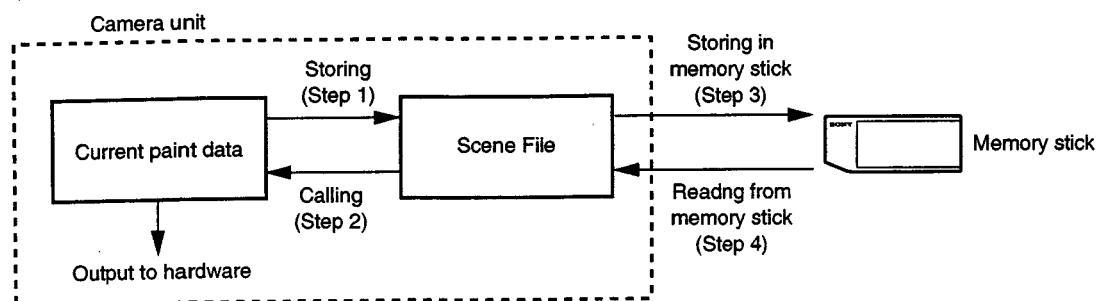 Camera unit
Storing
(Step 1)
Storing in
memory stick
(Step 3)
Current paint data
Scene File
SONY
Memory stick
Calling
(Step 2)
Readng from
memory stick
(Step 4)
Output to hardware